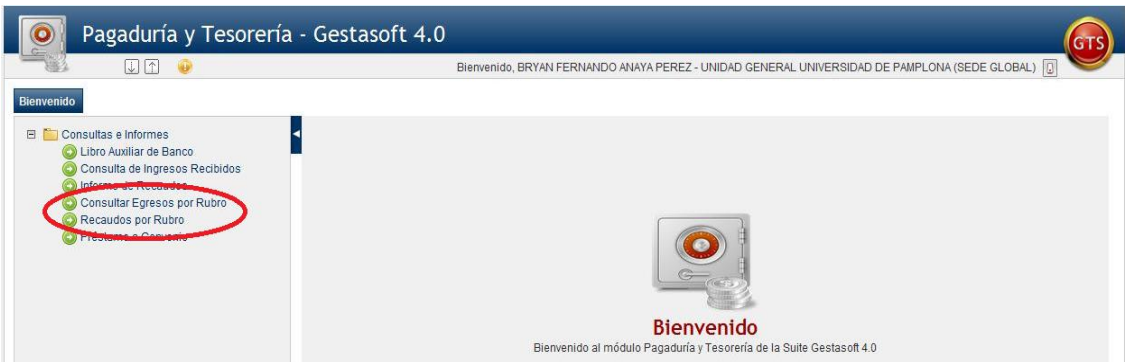 Pagaduría y Tesorería - Gestasoft 4.0
GTS
Bienvenido, BRYAN FERNANDO ANAYA PEREZ - UNIDAD GENERAL UNIVERSIDAD DE PAMPLONA (SEDE GLOBAL)
Bienvenido
Consultas e Informes
Libro Auxiliar de Banco
Consulta de Ingresos Recibidos
Informe de Recaudos
Consultar Egresos por Rubro
Recaudos por Rubro
Préstamo a Convenio
Bienvenido
Bienvenido al módulo Pagaduría y Tesorería de la Suite Gestasoft 4.0